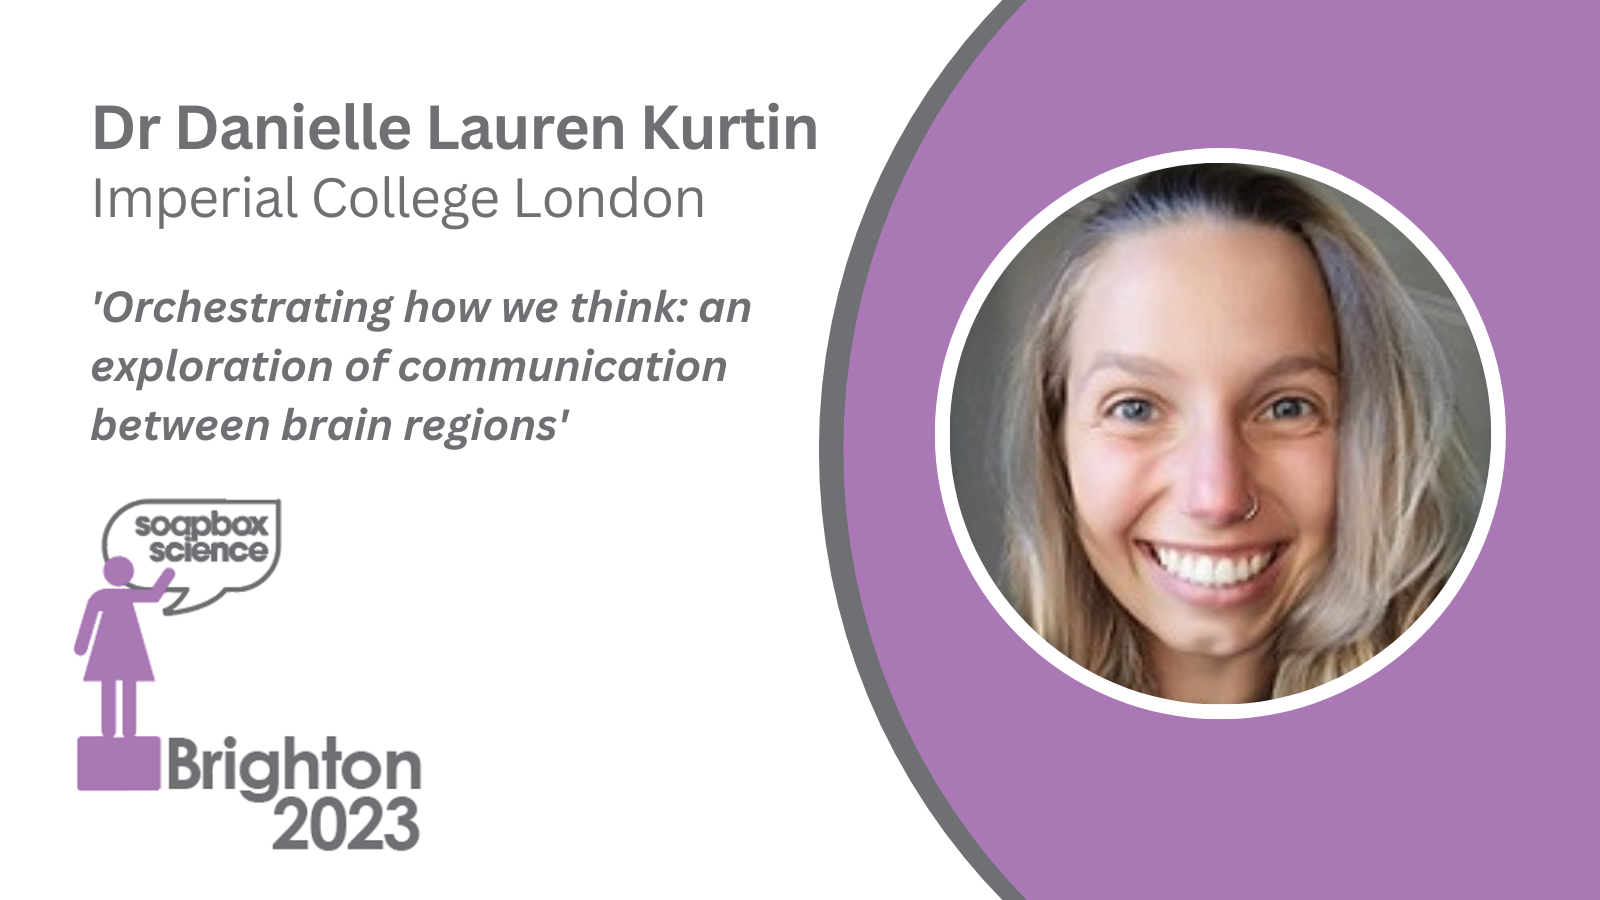 Dr Danielle Lauren Kurtin
Imperial College London
'Orchestrating how we think: an
exploration of communication
between brain regions'
soapbox
science
Brighton
2023